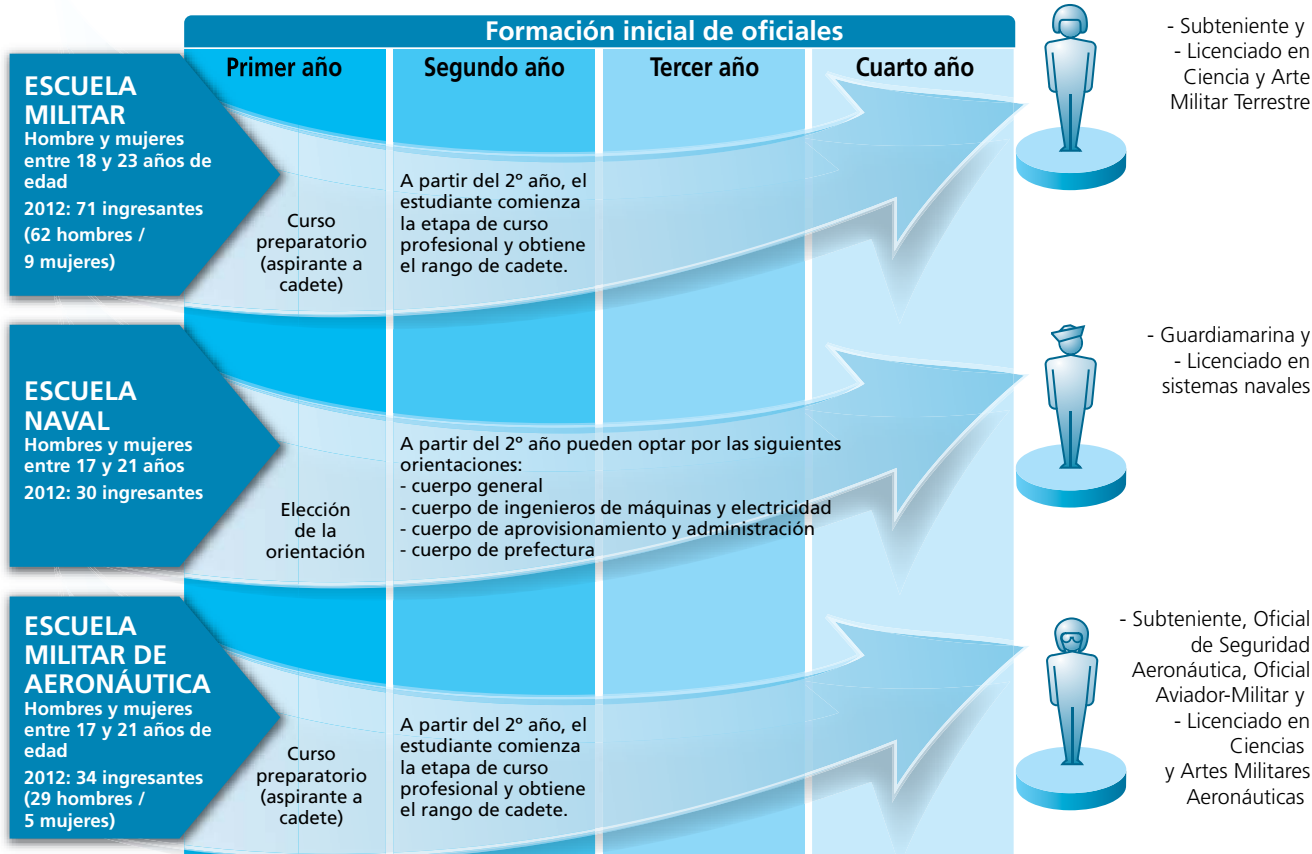 Formación inicial de oficiales
Primer año
Segundo año
Tercer año
Cuarto año
ESCUELA
MILITAR
Hombre y mujeres
entre 18 y 23 años de
edad
2012: 71 ingresantes
(62 hombres /
9 mujeres)
Curso
preparatorio
(aspirante a
cadete)
A partir del 2º año, el
estudiante comienza
la etapa de curso
profesional y obtiene
el rango de cadete.
- Subteniente y
- Licenciado en
Ciencia y Arte
Militar Terrestre
ESCUELA
NAVAL
Hombres y mujeres
entre 17 y 21 años
2012: 30 ingresantes
Elección
de la
orientación
A partir del 2º año pueden optar por las siguientes
orientaciones:
- cuerpo general
- cuerpo de ingenieros de máquinas y electricidad
- cuerpo de aprovisionamiento y administración
- cuerpo de prefectura
- Guardiamarina y
- Licenciado en
sistemas navales
ESCUELA
MILITAR DE
AERONÁUTICA
Hombres y mujeres
entre 17 y 21 años de
edad
2012: 34 ingresantes
(29 hombres /
5 mujeres)
Curso
preparatorio
(aspirante a
cadete)
A partir del 2º año, el
estudiante comienza
la etapa de curso
profesional y obtiene
el rango de cadete.
- Subteniente, Oficial
de Seguridad
Aeronáutica, Oficial
Aviador-Militar y
- Licenciado en
Ciencias
y Artes Militares
Aeronáuticas